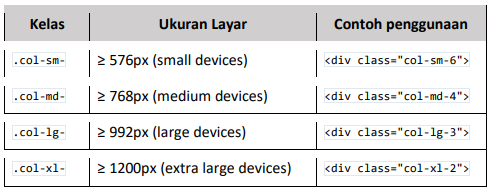 Kelas Ukuran Layar Contoh penggunaan
.col-sm- ≥ 576px (small devices) <div class="col-sm-6">
.col-md- ≥ 768px (medium devices) <div class="col-md-4">
.col-lg- ≥ 992px (large devices) <div class="col-lg-3">
.col-xl- ≥ 1200px (extra large devices) <div class="col-xl-2">